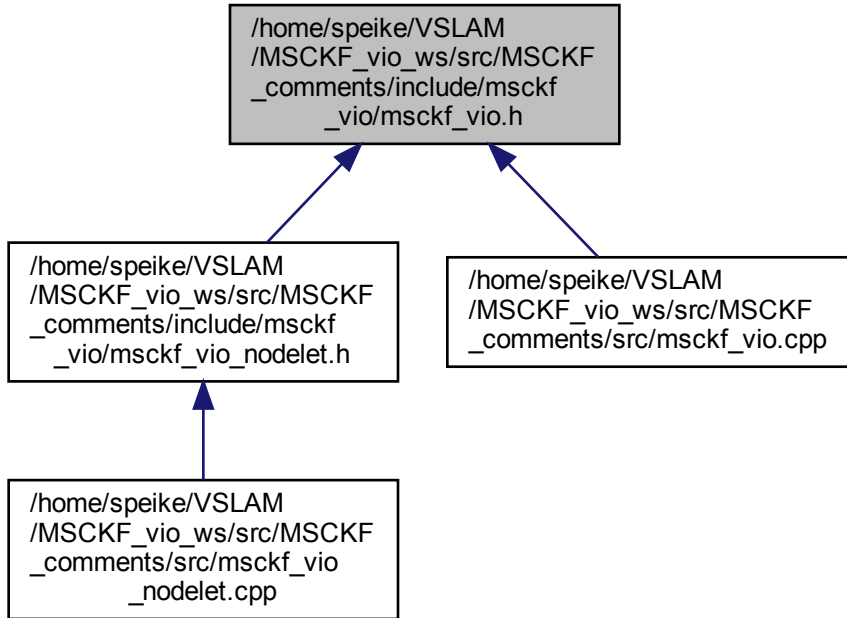 /home/speike/VSLAM
/MSCKF_vio_ws/src/MSCKF
_comments/include/msckf
_vio/msckf_vio.h
/home/speike/VSLAM
/MSCKF_vio_ws/src/MSCKF
_comments/include/msckf
_vio/msckf_vio_nodelet.h
/home/speike/VSLAM
/MSCKF_vio_ws/src/MSCKF
_comments/src/msckf_vio.cpp
/home/speike/VSLAM
/MSCKF_vio_ws/src/MSCKF
_comments/src/msckf_vio
_nodelet.cpp